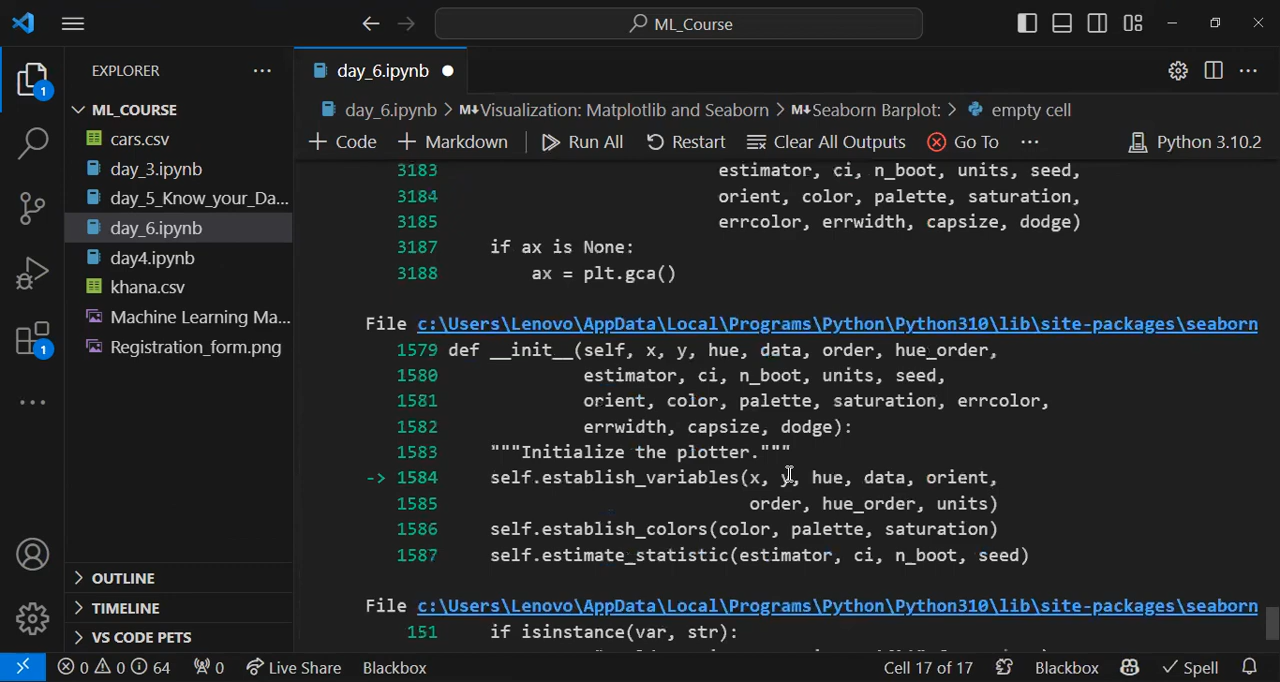 ML_Course
EXPLORER
ML_COURSE
cars.csv
day_3.ipynb
day_5_Know_your_Da...
day_6.ipynb
day4.ipynb
khana.csv
Machine Learning Ma...
Registration_form.png
OUTLINE
TIMELINE
VS CODE PETS
day_6.ipynb
day_6.ipynb > Visualization: Matplotlib and Seaborn > Seaborn Barplot: > empty cell
+ Code + Markdown Run All Restart Clear All Outputs Go To ... Python 3.10.2
3183 estimator, ci, n_boot, units, seed,
3184 orient, color, palette, saturation,
3185 errcolor, errwidth, capsize, dodge)
3187 if ax is None:
3188 ax = plt.gca()
File c:\Users\Lenovo\AppData\Local\Programs\Python\Python310\lib\site-packages\seaborn
1579 def __init__(self, x, y, hue, data, order, hue_order,
1580 estimator, ci, n_boot, units, seed,
1581 orient, color, palette, saturation, errcolor,
1582 errwidth, capsize, dodge):
1583 """Initialize the plotter."""
-> 1584 self.establish_variables(x, y, hue, data, orient,
1585 order, hue_order, units)
1586 self.establish_colors(color, palette, saturation)
1587 self.estimate_statistic(estimator, ci, n_boot, seed)
File c:\Users\Lenovo\AppData\Local\Programs\Python\Python310\lib\site-packages\seaborn
151 if isinstance(var, str):
0 0 64 0 Live Share Blackbox Cell 17 of 17 Blackbox Spell